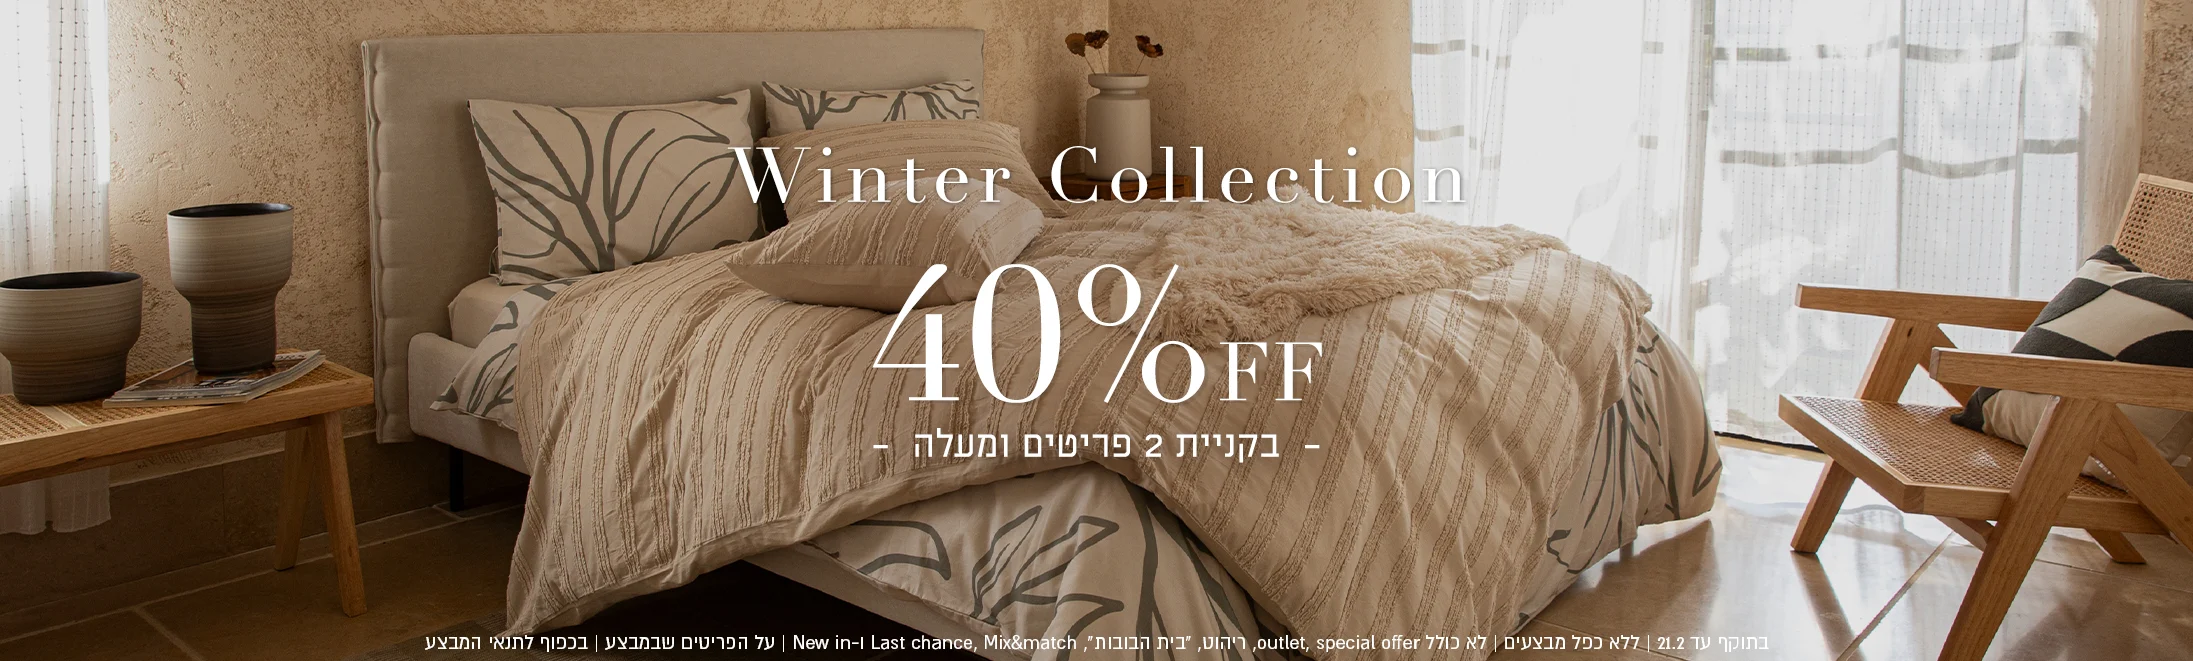 Winter Collection
40% OFF
- בקניית 2 פריטים ומעלה -
בתוקף עד 21.2 | ללא כפל מבצעים | לא כולל outlet, special offer, ריהוט, "בית הבובות", Last chance, Mix&match ו-New in | על הפריטים שבמבצע | בכפוף לתנאי המבצע